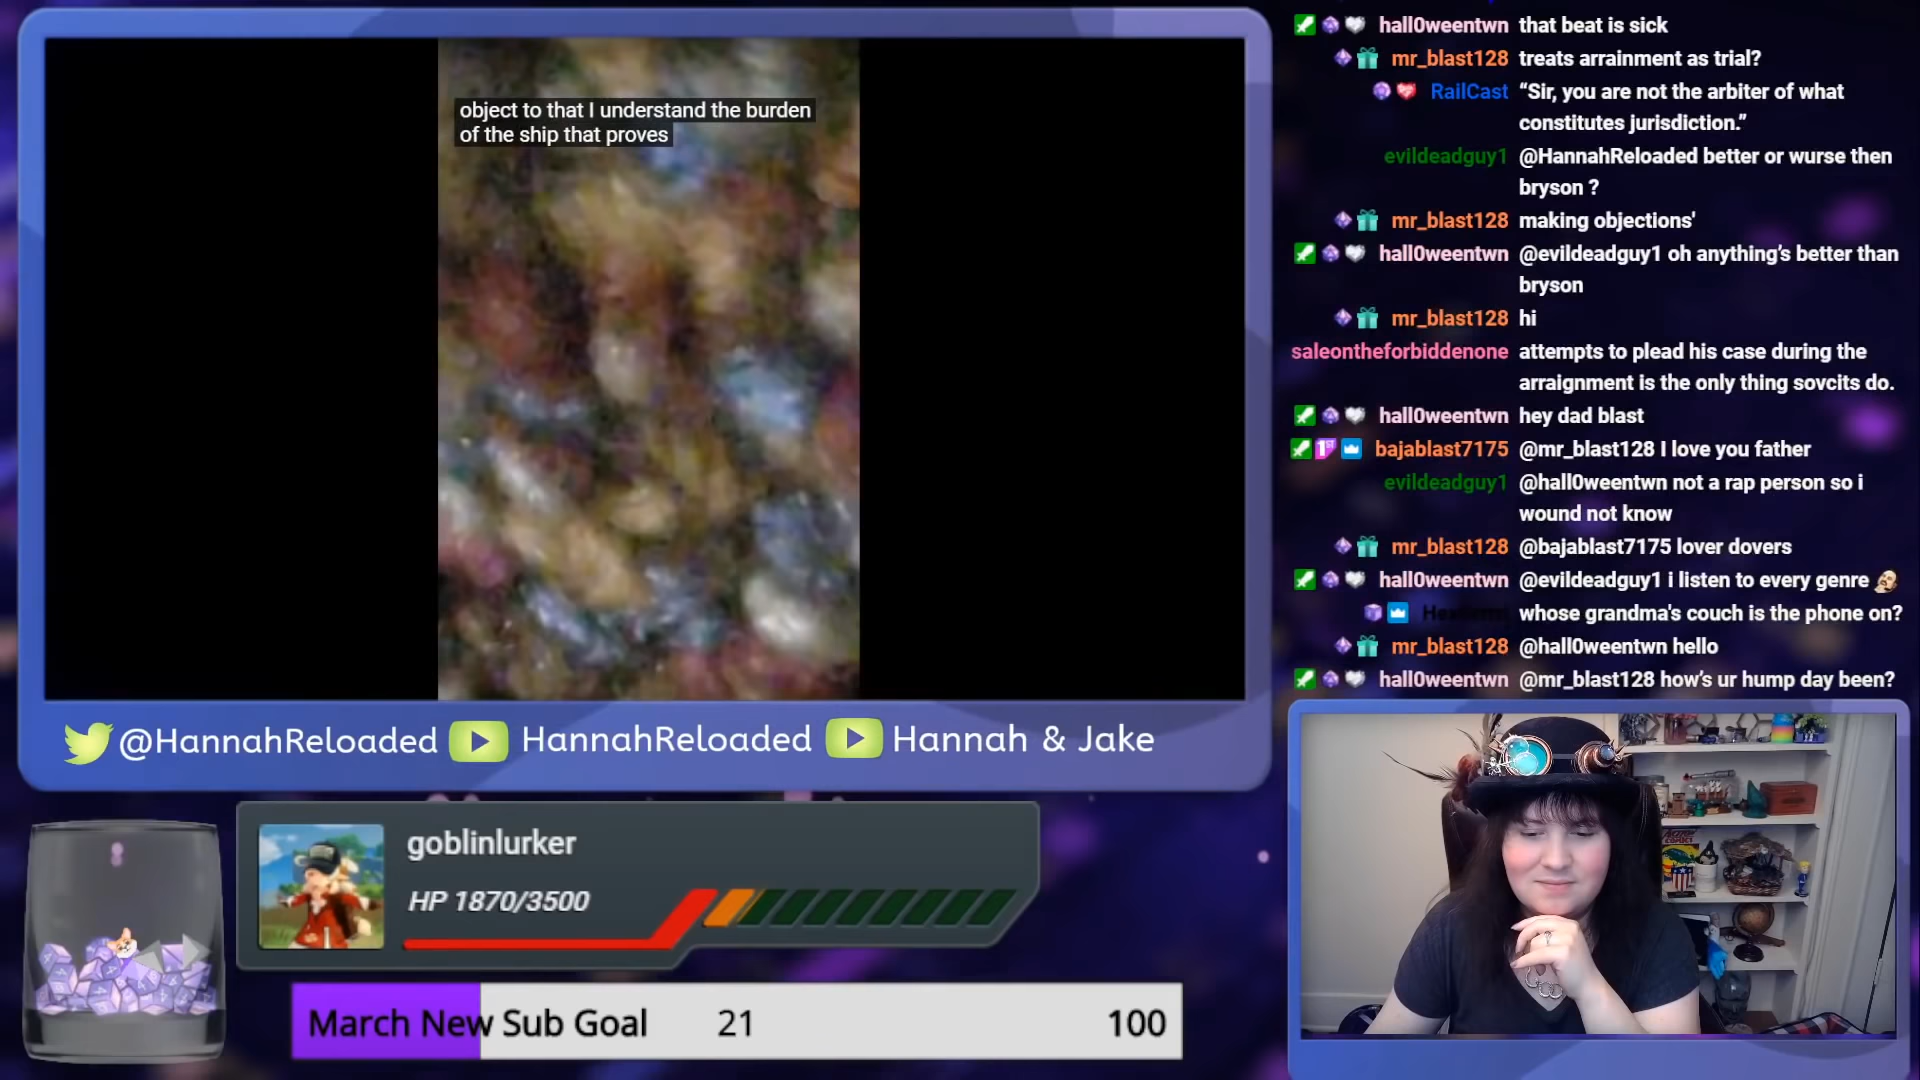 object to that I understand the burden
of the ship that proves
@HannahReloaded HannahReloaded Hannah & Jake
goblinlurker
HP 1870/3500
March New Sub Goal 21 100
hall0weentwn that beat is sick
mr_blast128 treats arrainment as trial?
RailCast “Sir, you are not the arbiter of what
constitutes jurisdiction.”
evildeadguy1 @HannahReloaded better or wurse then
bryson ?
mr_blast128 making objections'
hall0weentwn @evildeadguy1 oh anything’s better than
bryson
mr_blast128 hi
saleontheforbiddenone attempts to plead his case during the
arraignment is the only thing sovcits do.
hall0weentwn hey dad blast
bajablast7175 @mr_blast128 I love you father
evildeadguy1 @hall0weentwn not a rap person so i
wound not know
mr_blast128 @bajablast7175 lover dovers
hall0weentwn @evildeadguy1 i listen to every genre
whose grandma's couch is the phone on?
mr_blast128 @hall0weentwn hello
hall0weentwn @mr_blast128 how’s ur hump day been?